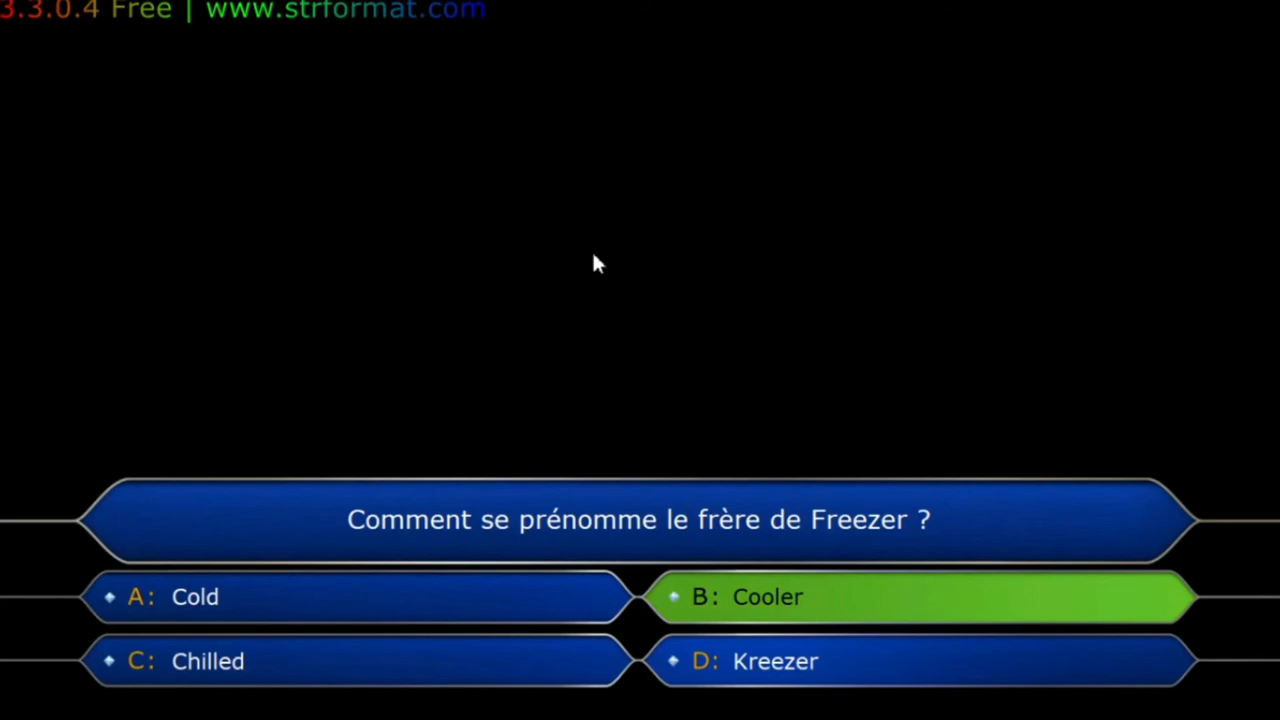 3.3.0.4 Free | www.strformat.com
Comment se prénomme le frère de Freezer ?
A: Cold
B: Cooler
C: Chilled
D: Kreezer